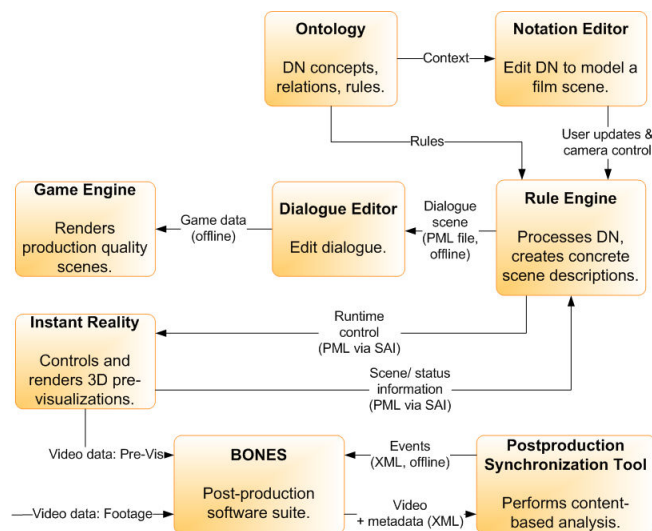 Ontology
DN concepts,
relations, rules.
Context
Notation Editor
Edit DN to model a
film scene.
Rules
User updates &
camera control
Game Engine
Renders
production quality
scenes.
Game data
(offline)
Dialogue Editor
Edit dialogue.
Dialogue
scene
(PML file,
offline)
Rule Engine
Processes DN,
creates concrete
scene descriptions.
Instant Reality
Controls and
renders 3D pre-
visualizations.
Runtime
control
(PML via SAI)
Scene/ status
information
(PML via SAI)
Video data: Pre-Vis
BONES
Post-production
software suite.
Events
(XML, offline)
Postproduction
Synchronization Tool
Performs content-
based analysis.
Video data: Footage
Video
+ metadata (XML)